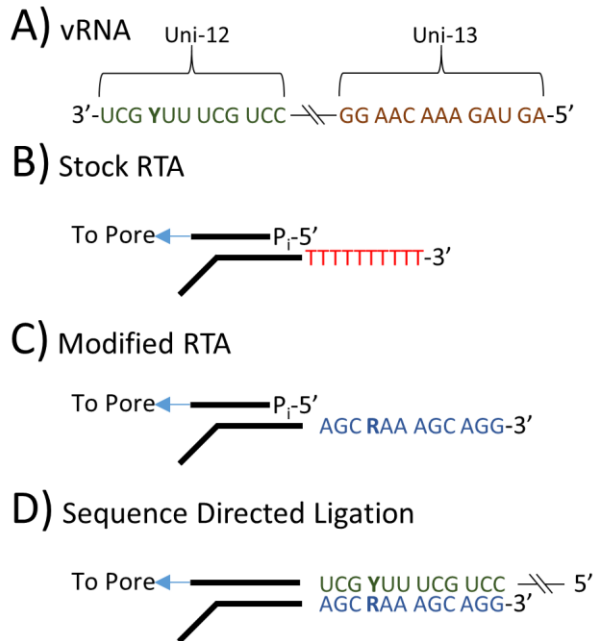 A) vRNA
Uni-12 Uni-13
3’-UCG YUU UCG UCC GG AAC AAA GAU GA-5’
B) Stock RTA
To Pore Pi-5’
TTTTTTTTTT-3’
C) Modified RTA
To Pore Pi-5’
AGC RAA AGC AGG-3’
D) Sequence Directed Ligation
To Pore UCG YUU UCG UCC 5’
AGC RAA AGC AGG-3’